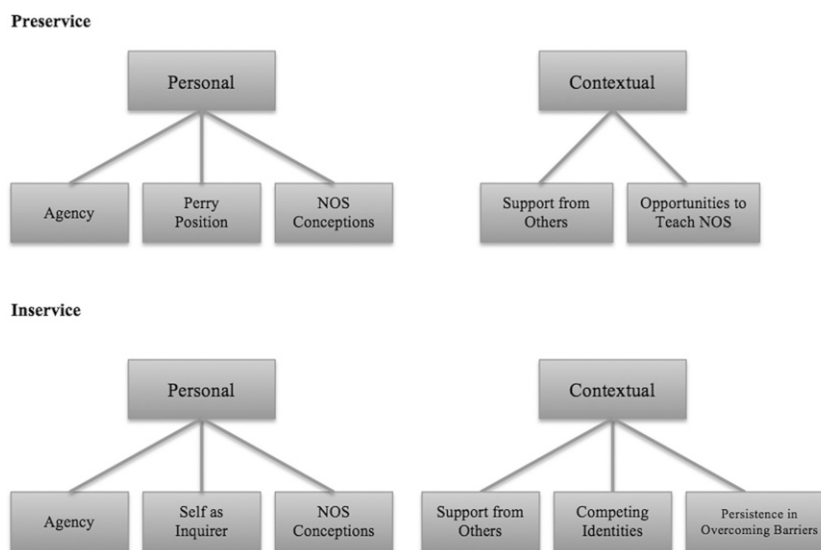 Preservice
Personal
Contextual
Agency
Perry
Position
NOS
Conceptions
Support from
Others
Opportunities to
Teach NOS
Inservice
Personal
Contextual
Agency
Self as
Inquirer
NOS
Conceptions
Support from
Others
Competing
Identities
Persistence in
Overcoming Barriers